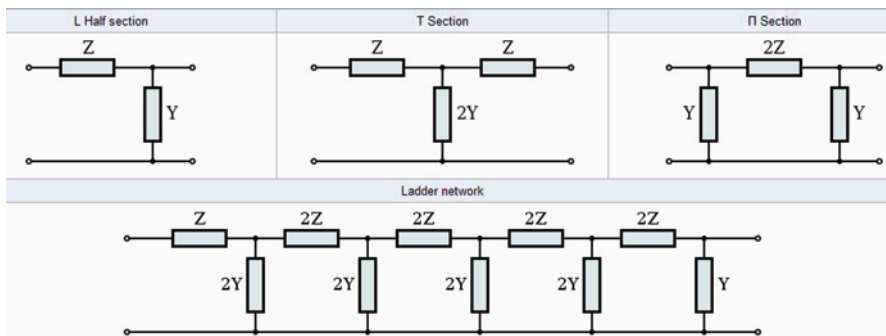 L Half section
T Section
Π Section
Z
Y
Z Z
2Y
2Z
Y Y
Ladder network
Z 2Z 2Z 2Z 2Z
2Y 2Y 2Y 2Y Y